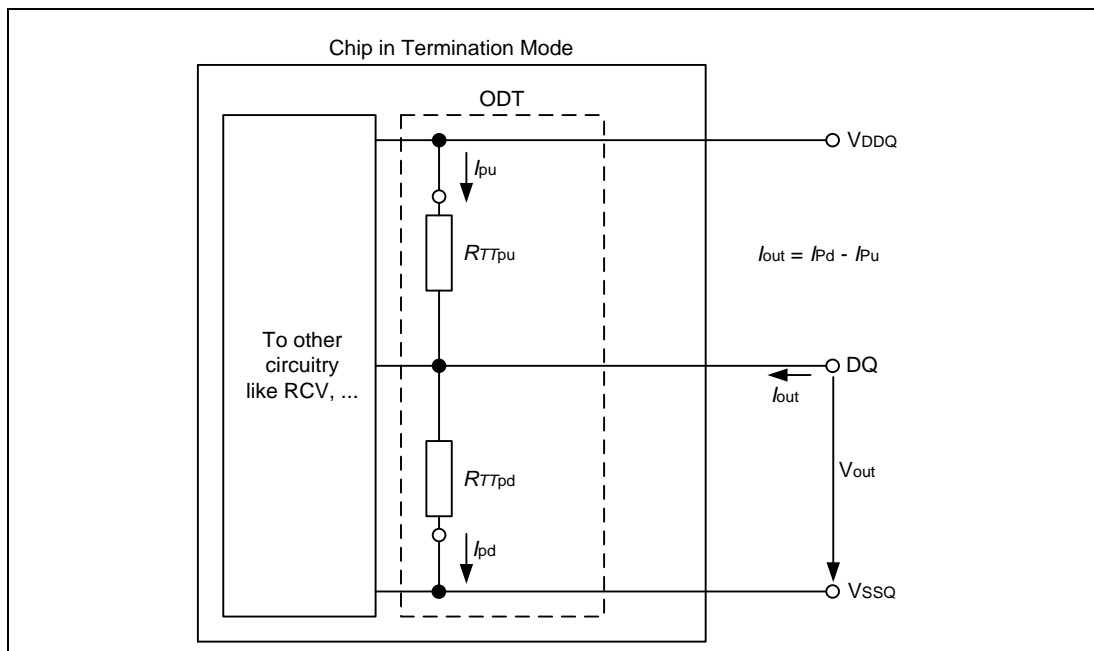 Chip in Termination Mode
ODT
VDDQ
Ipu
RTTpu
Iout = IPd - IPu
To other
circuitry
like RCV, ...
DQ
Iout
RTTpd
Vout
Ipd
VSSQ